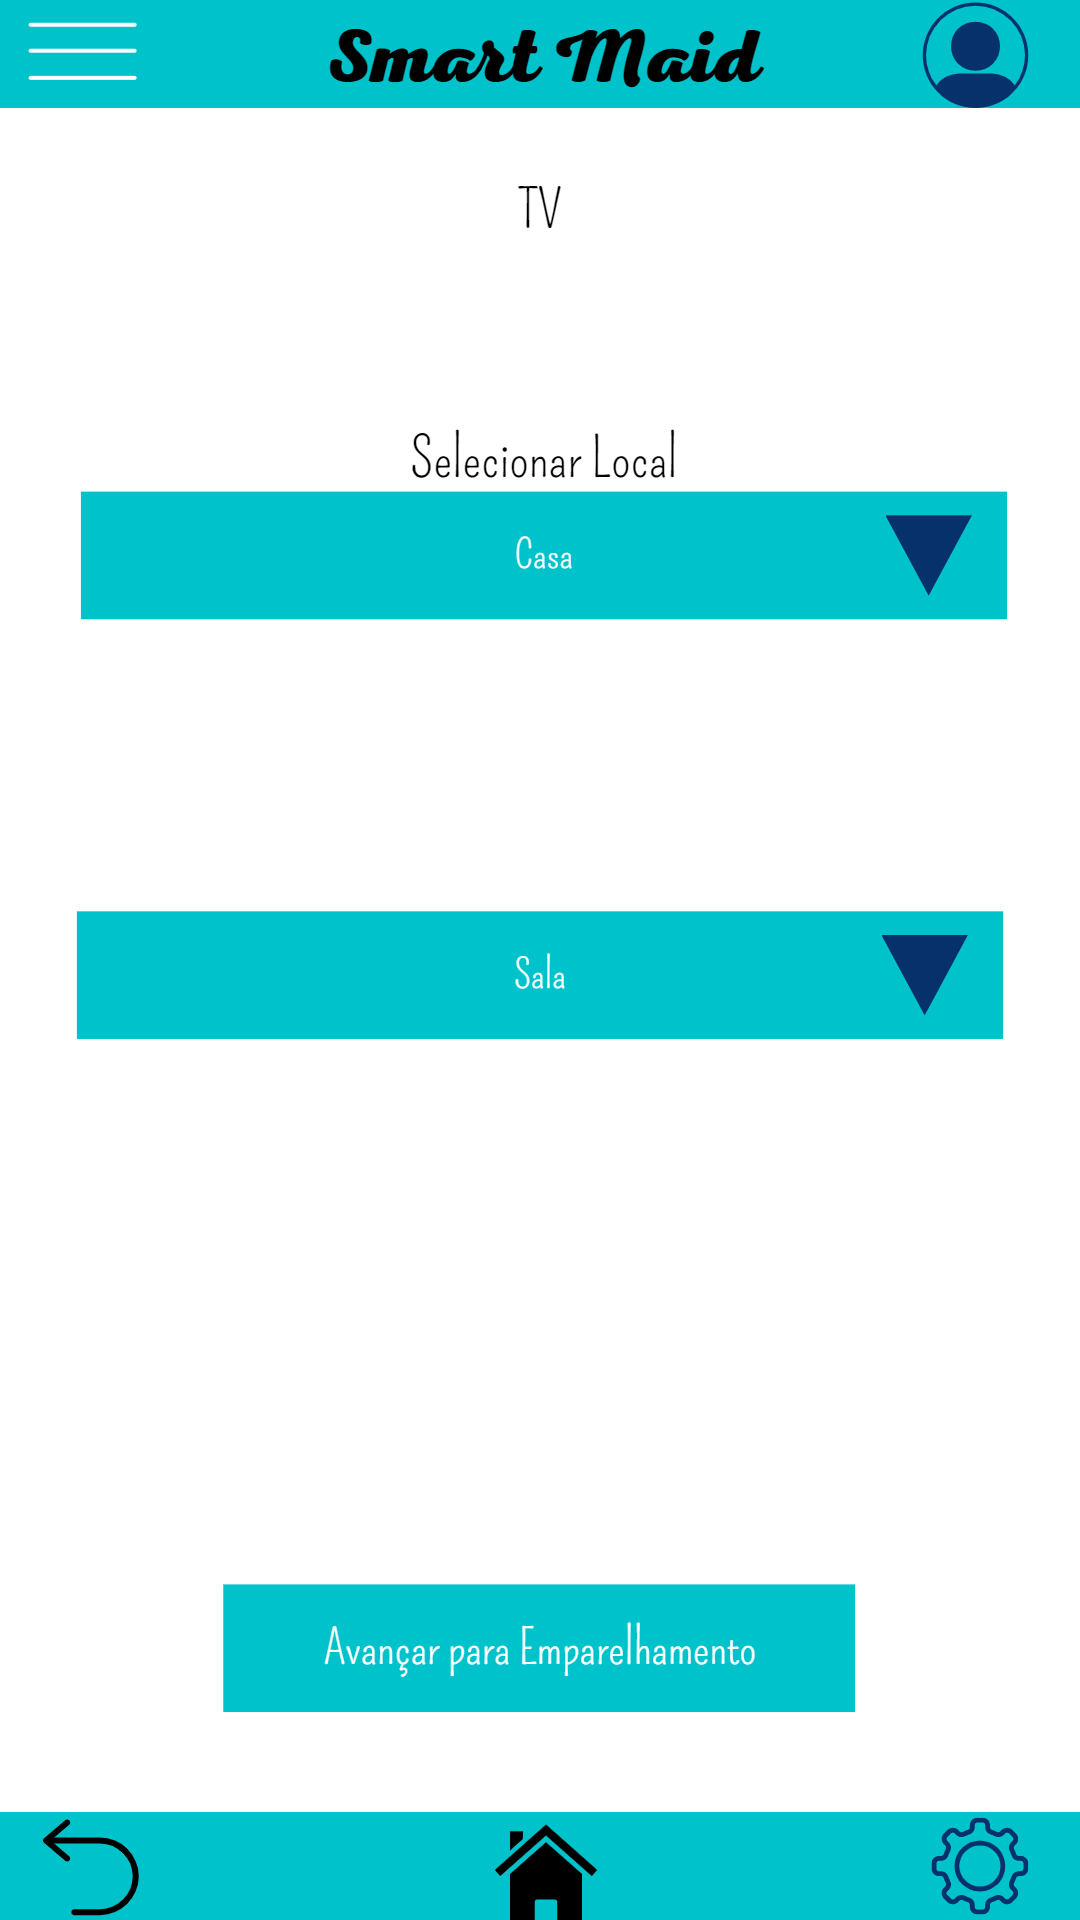 Smart Maid
TV
Selecionar Local
Casa
Sala
Avançar para Emparelhamento